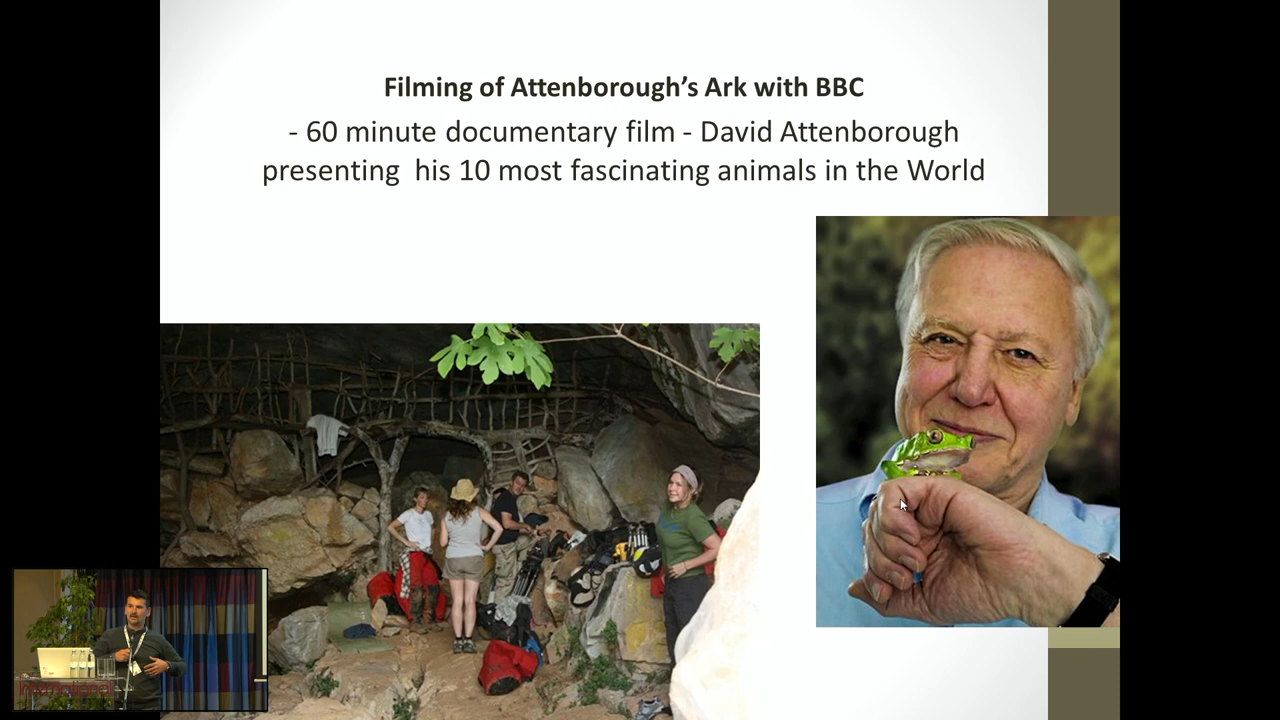 Filming of Attenborough's Ark with BBC
- 60 minute documentary film - David Attenborough
presenting  his 10 most fascinating animals in the World
International